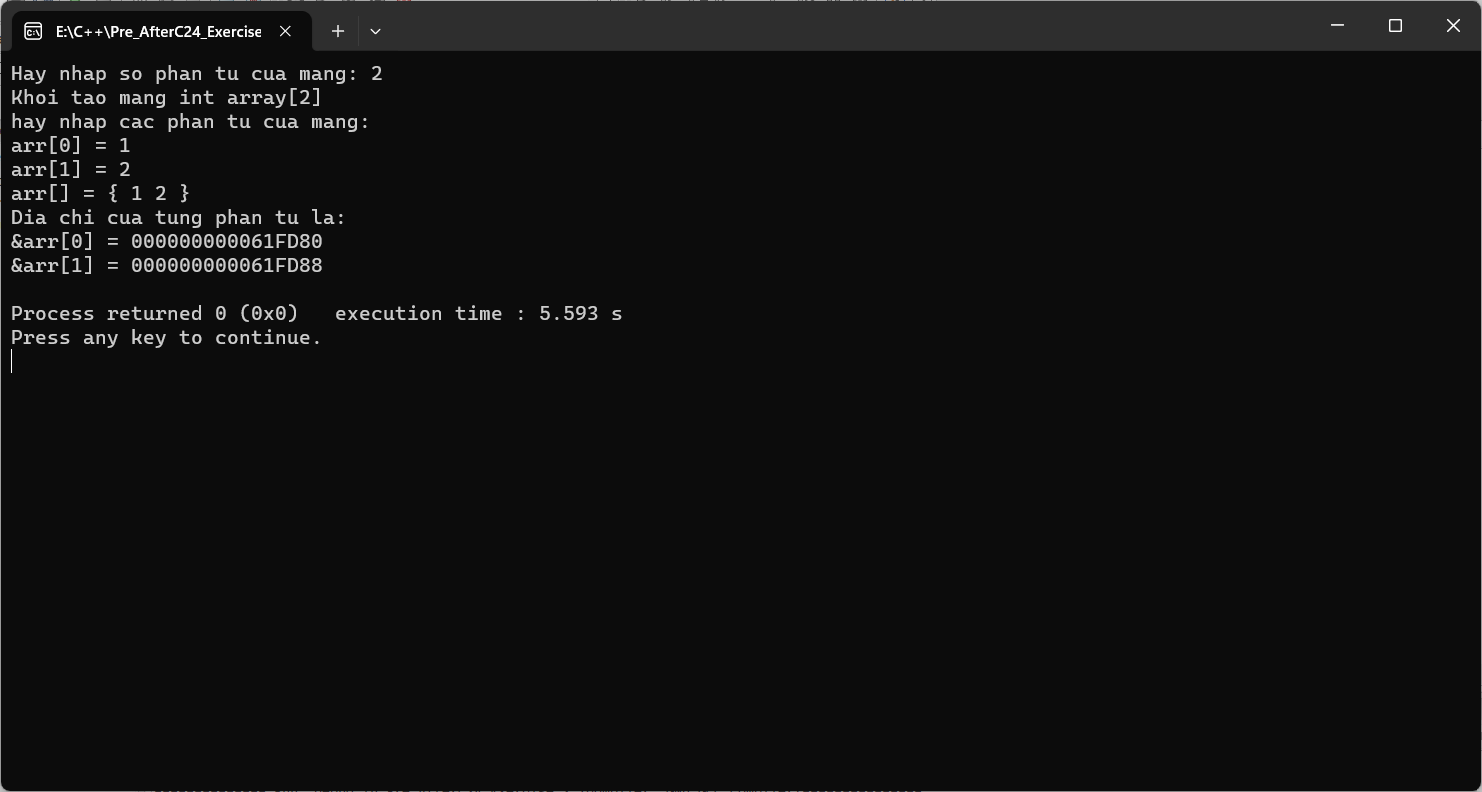 E:\C++\Pre_AfterC24_Exercise
Hay nhap so phan tu cua mang: 2
Khoi tao mang int array[2]
hay nhap cac phan tu cua mang:
arr[0] = 1
arr[1] = 2
arr[] = { 1 2 }
Dia chi cua tung phan tu la:
&arr[0] = 000000000061FD80
&arr[1] = 000000000061FD88
Process returned 0 (0x0)   execution time : 5.593 s
Press any key to continue.